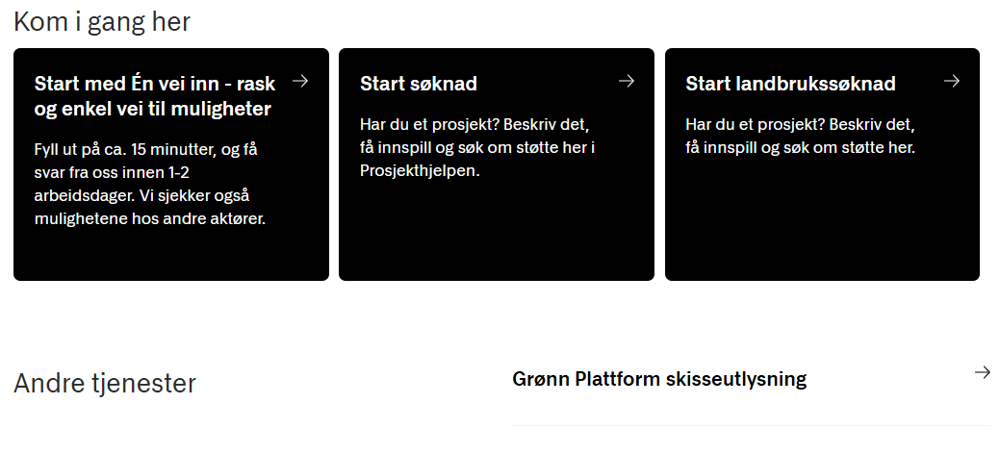 Kom i gang her
Start med Én vei inn - rask
og enkel vei til muligheter
Fyll ut på ca. 15 minutter, og få
svar fra oss innen 1-2
arbeidsdager. Vi sjekker også
mulighetene hos andre aktører.
Start søknad
Har du et prosjekt? Beskriv det,
få innspill og søk om støtte her i
Prosjekthjelpen.
Start landbrukssøknad
Har du et prosjekt? Beskriv det,
få innspill og søk om støtte her.
Andre tjenester
Grønn Plattform skisseutlysning